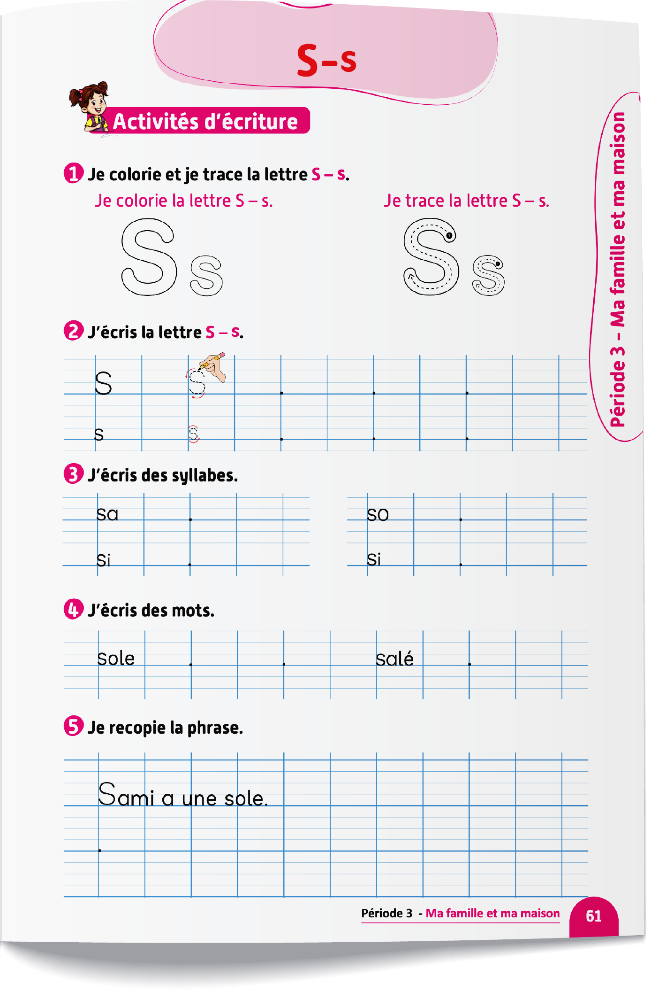 S-s
Activités d'écriture
1 Je colorie et je trace la lettre S – s.
Je colorie la lettre S – s.
Je trace la lettre S – s.
S s
S s
2 J'écris la lettre S – s.
S S
s s
3 J'écris des syllabes.
sa
so
si
si
4 J'écris des mots.
sole salé
5 Je recopie la phrase.
Sami a une sole.
Période 3 - Ma famille et ma maison
61
Période 3 – Ma famille et ma maison